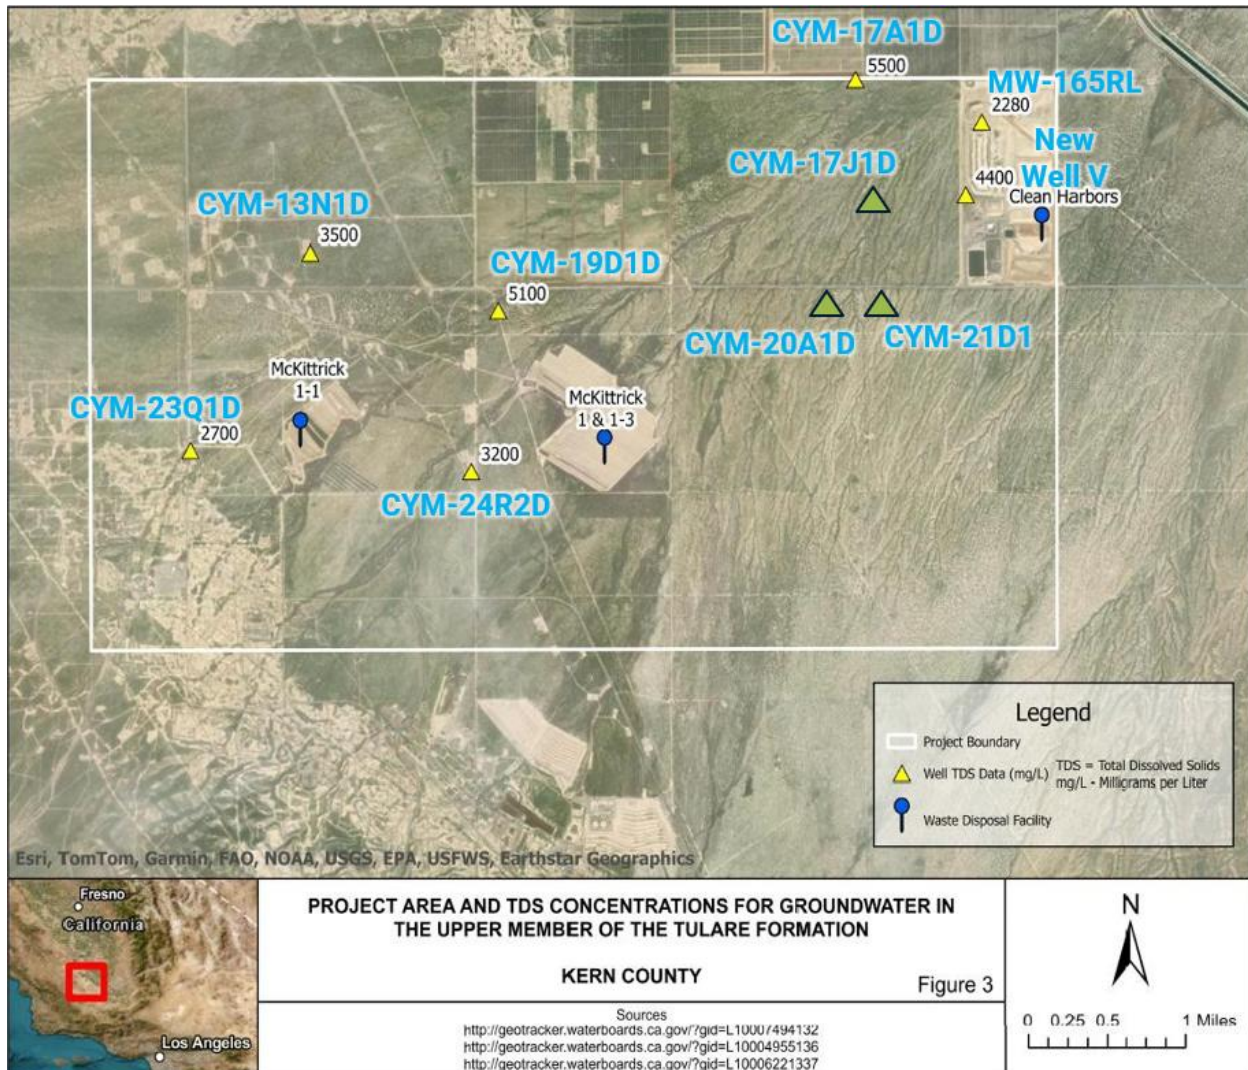 CYM-17A1D
5500
MW-165RL
2280
New
Well V
4400
Clean Harbors
CYM-17J1D
CYM-13N1D
3500
CYM-19D1D
5100
CYM-20A1D
CYM-21D1
McKittrick
1-1
McKittrick
1 & 1-3
CYM-23Q1D
2700
3200
CYM-24R2D
Legend
Project Boundary
Well TDS Data (mg/L)
TDS = Total Dissolved Solids
mg/L - Milligrams per Liter
Waste Disposal Facility
Esri, TomTom, Garmin, FAO, NOAA, USGS, EPA, USFWS, Earthstar Geographics
Fresno
California
Los Angeles
PROJECT AREA AND TDS CONCENTRATIONS FOR GROUNDWATER IN
THE UPPER MEMBER OF THE TULARE FORMATION
KERN COUNTY
Figure 3
Sources
http://geotracker.waterboards.ca.gov/?gid=L10007494132
http://geotracker.waterboards.ca.gov/?gid=L10004955136
http://geotracker.waterboards.ca.gov/?gid=L10006221337
N
0 0.25 0.5 1 Miles